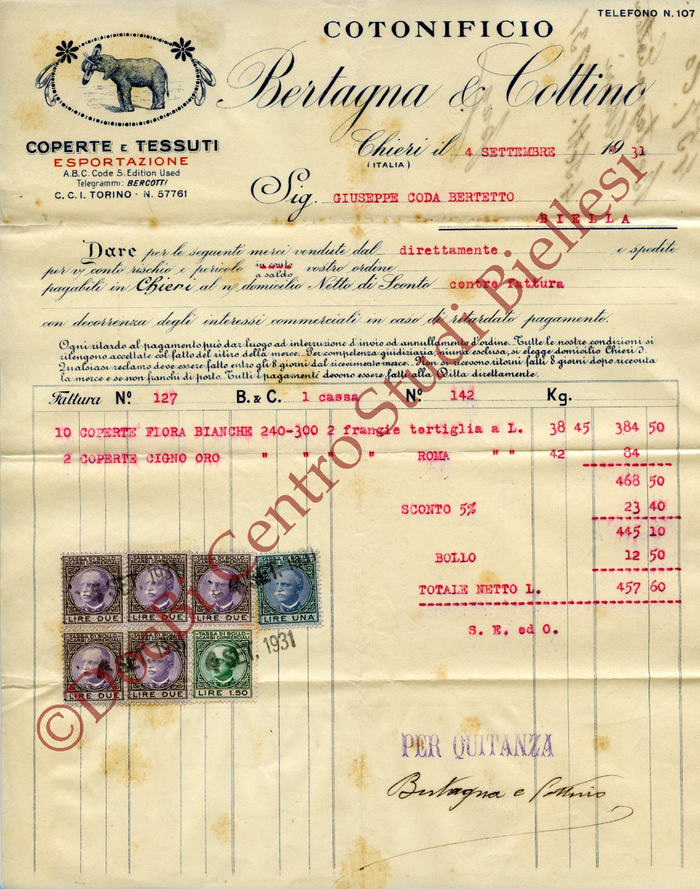 TELEFONO N. 107
COTONIFICIO
Bertagna & Cottino
COPERTE E TESSUTI
ESPORTAZIONE
A.B.C. Code 5. Edition Used
Telegrammi: BERCOTTI
C. C. I. TORINO - N. 57761
Chieri il 4 SETTEMBRE 1931
(ITALIA)
Sig. GIUSEPPE CODA BERTETTO
BIELLA
Dare per le seguenti merci vendute dal direttamente e spedite
per v/ conto rischio e pericolo in conto a saldo vostro ordine
pagabili in Chieri al n/ domicilio Netto di Sconto contro fattura
con decorrenza degli interessi commerciali in caso di ritardato pagamento.
Ogni ritardo al pagamento può dar luogo ad interruzione d'invio od annullemento d'ordine. Tutte le nostre condizioni si
ritengono accettate col fatto del ritiro della merce. Per competenza giudiziaria, ogni altra esclusa, si elegge domicilio Chieri.
Qualsiasi reclamo deve essere fatto entro gli 8 giorni dal ricevimento merce. Non si ricevono ritorni fatti 8 giorni dopo ricevuta
la merce e se non franchi di porto. Tutti i pagamenti devono essere fatti alla Ditta direttamente.
Fattura N° 127 B. & C. 1 cassa N° 142 Kg.
10 COPERTE FLORA BIANCHE 240-300 2 frangie tortiglia a L. 38 45 384 50
2 COPERTE CIGNO ORO " " " " ROMA " " 42 84
468 50
SCONTO 5% 23 40
445 10
BOLLO 12 50
TOTALE NETTO L. 457 60
S. E. ed O.
LIRE DUE LIRE DUE LIRE DUE LIRE UNA
LIRE DUE LIRE DUE LIRE 1.50
1931
PER QUITANZA
Bertagna e Cottino
©DocBi Centro Studi Biellesi